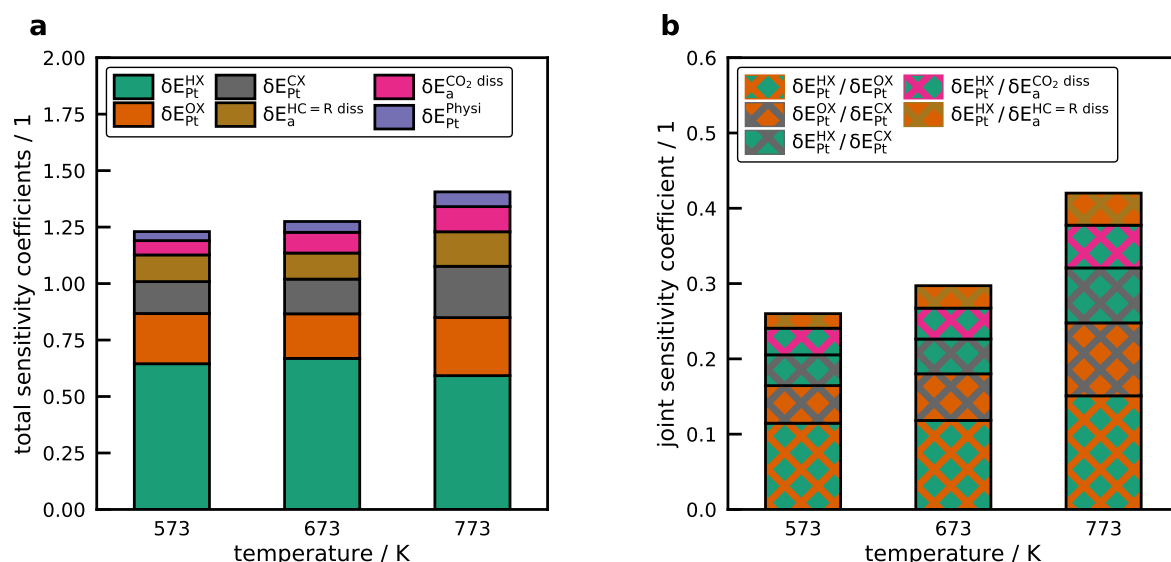 a
total sensitivity coefficients / 1
2.00
1.75
1.50
1.25
1.00
0.75
0.50
0.25
0.00
δE_Pt^HX
δE_Pt^OX
δE_Pt^CX
δE_a^HC=R diss
δE_a^CO₂ diss
δE_Pt^Physi
573 673 773
temperature / K
b
joint sensitivity coefficient / 1
0.6
0.5
0.4
0.3
0.2
0.1
0.0
δE_Pt^HX / δE_Pt^OX
δE_Pt^OX / δE_Pt^CX
δE_Pt^HX / δE_Pt^CX
δE_Pt^HX / δE_a^CO₂ diss
δE_Pt^HX / δE_a^HC=R diss
573 673 773
temperature / K